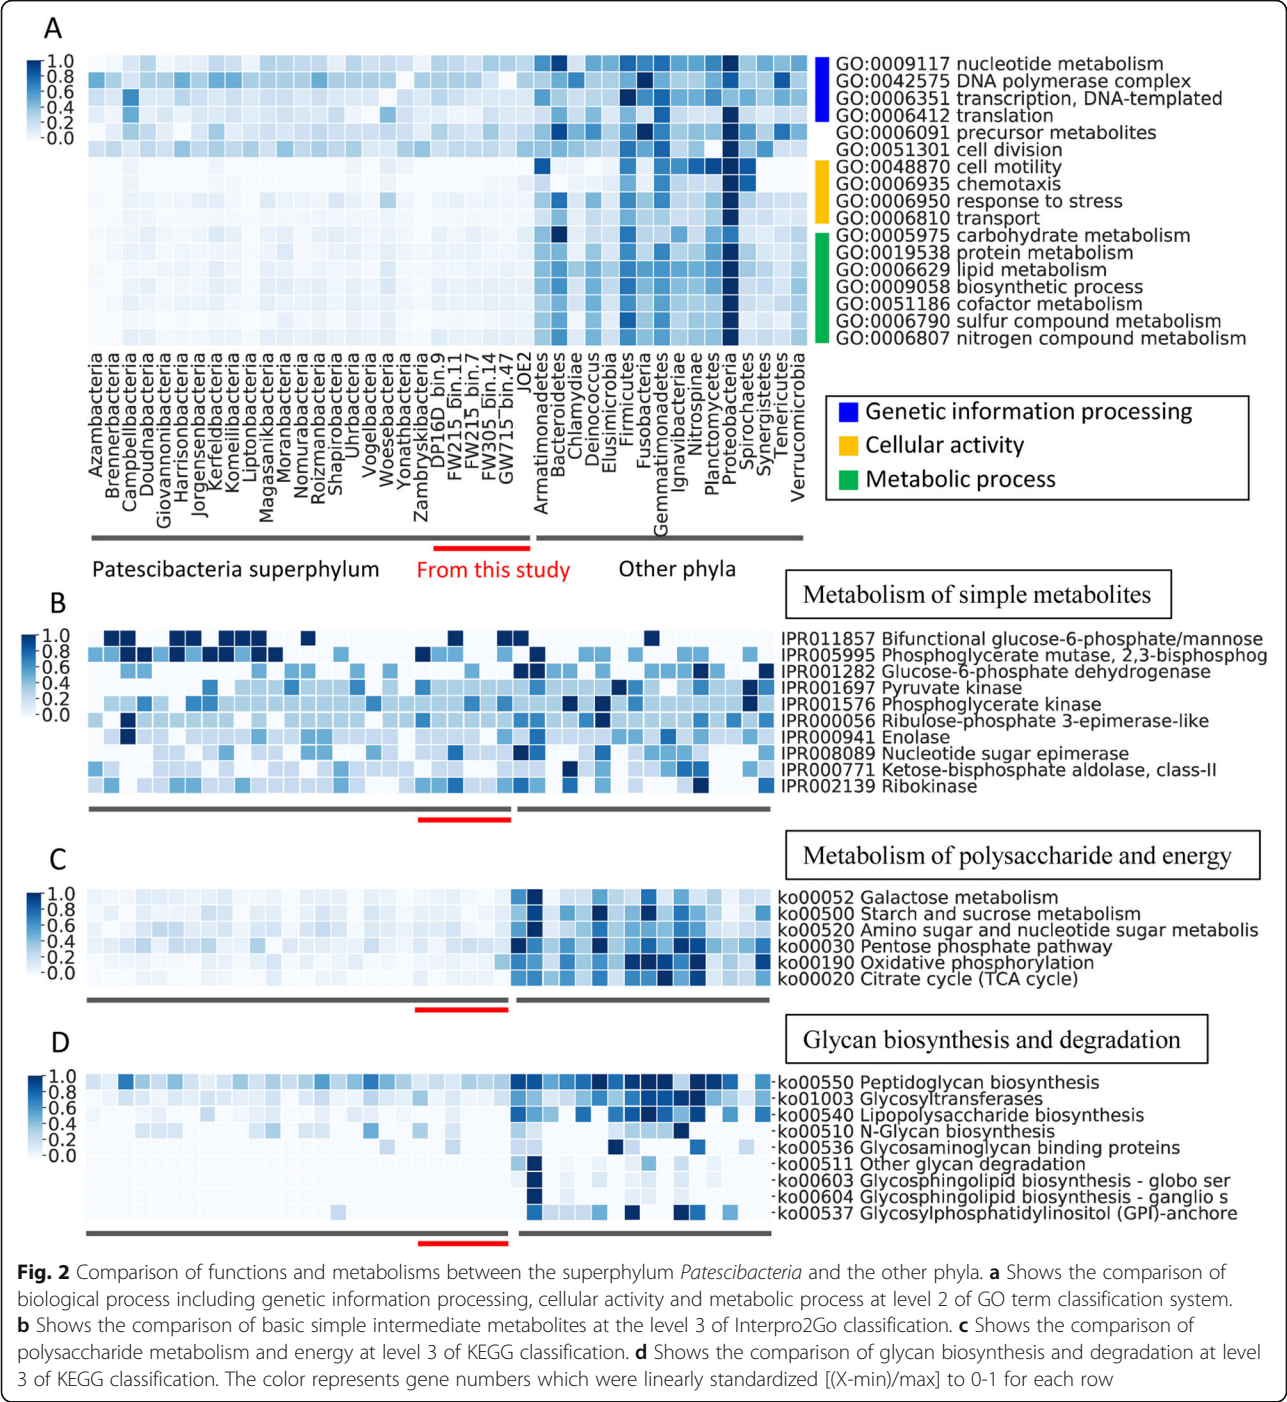 A
1.0
0.8
0.6
0.4
0.2
0.0
GO:0009117 nucleotide metabolism
GO:0042575 DNA polymerase complex
GO:0006351 transcription, DNA-templated
GO:0006412 translation
GO:0006091 precursor metabolites
GO:0051301 cell division
GO:0048870 cell motility
GO:0006935 chemotaxis
GO:0006950 response to stress
GO:0006810 transport
GO:0005975 carbohydrate metabolism
GO:0019538 protein metabolism
GO:0006629 lipid metabolism
GO:0009058 biosynthetic process
GO:0051186 cofactor metabolism
GO:0006790 sulfur compound metabolism
GO:0006807 nitrogen compound metabolism
Azambacteria
Brennerbacteria
Campbellbacteria
Doudnabacteria
Giovannonibacteria
Harrisonbacteria
Jorgensenbacteria
Kerfeldbacteria
Komeilibacteria
Liptonbacteria
Magasanikbacteria
Moranbacteria
Nomurabacteria
Roizmanbacteria
Shapirobacteria
Uhrbacteria
Vogelbacteria
Woesebacteria
Yonathbacteria
Zambryskibacteria
DP16D_bin.9
FW215_bin.11
FW215_bin.7
FW305_bin.14
GW715_bin.47
JOE2
Armatimonadetes
Bacteroidetes
Chlamydiae
Deinococcus
Elusimicrobia
Firmicutes
Fusobacteria
Gemmatimonadetes
Ignavibacteriae
Nitrospinae
Planctomycetes
Proteobacteria
Spirochaetes
Synergistetes
Tenericutes
Verrucomicrobia
Genetic information processing
Cellular activity
Metabolic process
Patescibacteria superphylum
From this study
Other phyla
B
Metabolism of simple metabolites
1.0
0.8
0.6
0.4
0.2
0.0
IPR011857 Bifunctional glucose-6-phosphate/mannose
IPR005995 Phosphoglycerate mutase, 2,3-bisphosphog
IPR001282 Glucose-6-phosphate dehydrogenase
IPR001697 Pyruvate kinase
IPR001576 Phosphoglycerate kinase
IPR000056 Ribulose-phosphate 3-epimerase-like
IPR000941 Enolase
IPR008089 Nucleotide sugar epimerase
IPR000771 Ketose-bisphosphate aldolase, class-II
IPR002139 Ribokinase
C
Metabolism of polysaccharide and energy
1.0
0.8
0.6
0.4
0.2
0.0
ko00052 Galactose metabolism
ko00500 Starch and sucrose metabolism
ko00520 Amino sugar and nucleotide sugar metabolis
ko00030 Pentose phosphate pathway
ko00190 Oxidative phosphorylation
ko00020 Citrate cycle (TCA cycle)
D
Glycan biosynthesis and degradation
1.0
0.8
0.6
0.4
0.2
0.0
ko00550 Peptidoglycan biosynthesis
ko01003 Glycosyltransferases
ko00540 Lipopolysaccharide biosynthesis
ko00510 N-Glycan biosynthesis
ko00536 Glycosaminoglycan binding proteins
ko00511 Other glycan degradation
ko00603 Glycosphingolipid biosynthesis - globo ser
ko00604 Glycosphingolipid biosynthesis - ganglio s
ko00537 Glycosylphosphatidylinositol (GPI)-anchore
Fig. 2 Comparison of functions and metabolisms between the superphylum Patescibacteria and the other phyla. a Shows the comparison of
biological process including genetic information processing, cellular activity and metabolic process at level 2 of GO term classification system.
b Shows the comparison of basic simple intermediate metabolites at the level 3 of Interpro2Go classification. c Shows the comparison of
polysaccharide metabolism and energy at level 3 of KEGG classification. d Shows the comparison of glycan biosynthesis and degradation at level
3 of KEGG classification. The color represents gene numbers which were linearly standardized [(X-min)/max] to 0-1 for each row